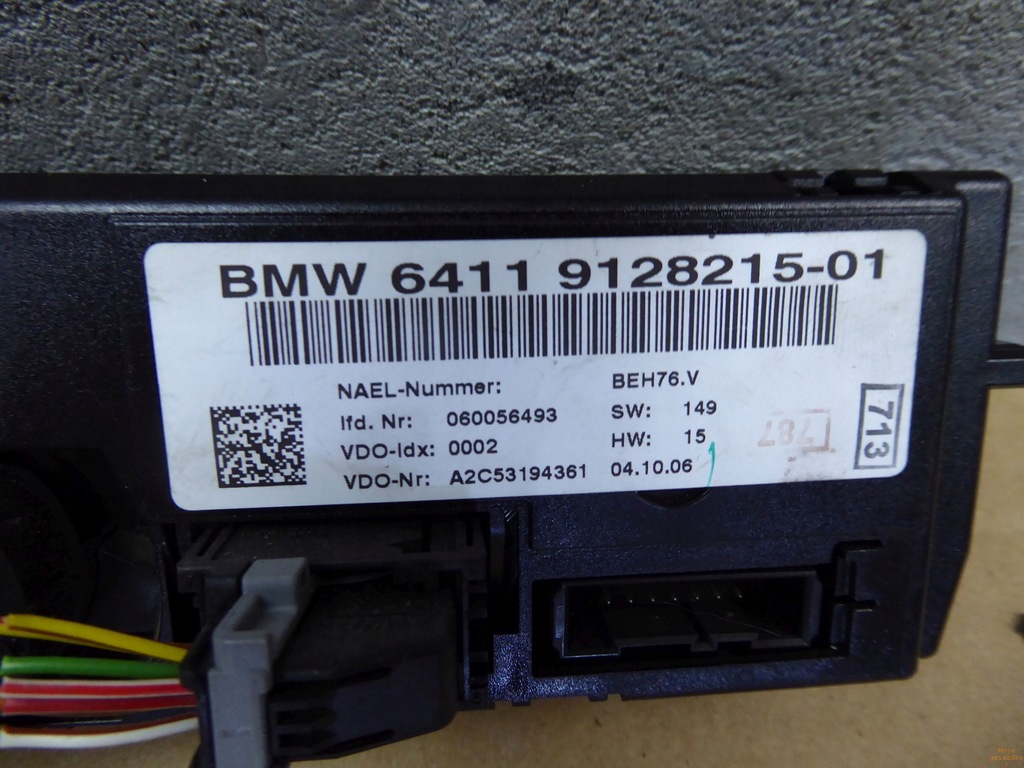 BMW 6411 9128215-01
NAEL-Nummer: BEH76.V
lfd. Nr: 060056493 SW: 149
VDO-Idx: 0002 HW: 15
VDO-Nr: A2C53194361 04.10.06
787
713